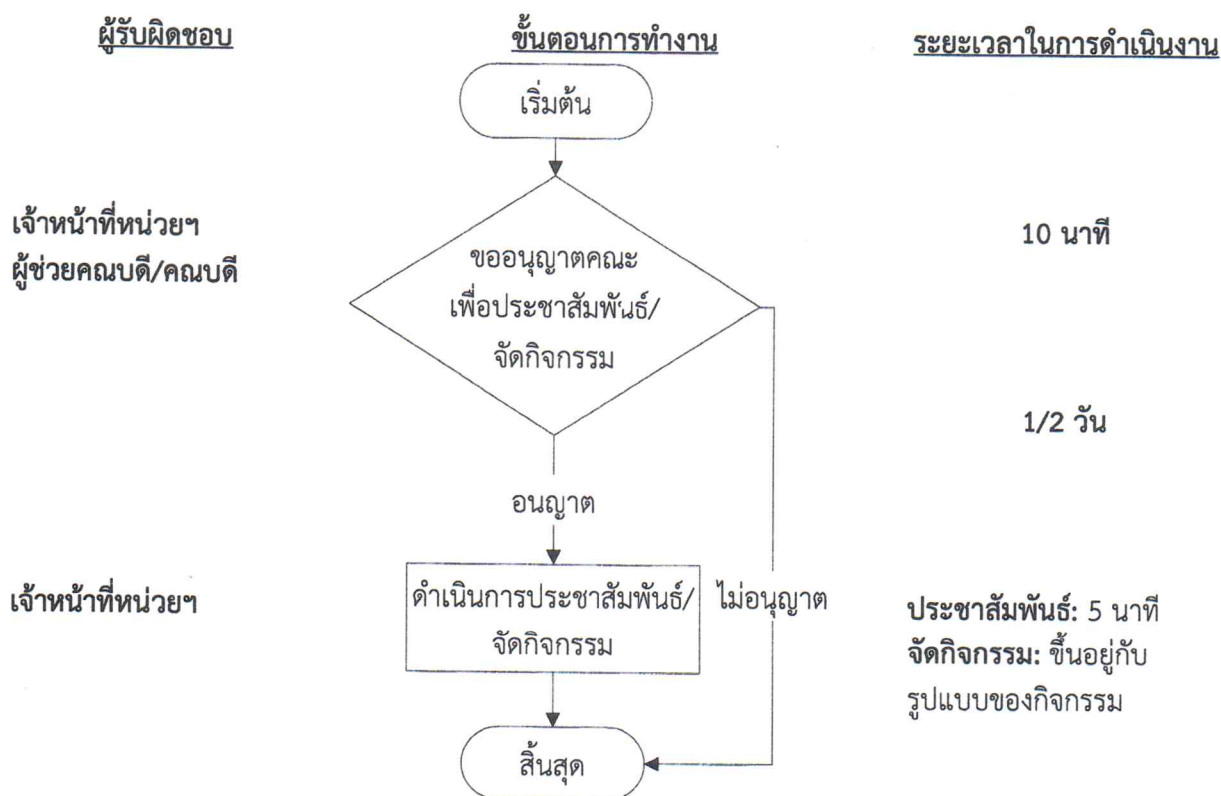 ผู้รับผิดชอบ
ขั้นตอนการทำงาน
ระยะเวลาในการดำเนินงาน
เริ่มต้น
เจ้าหน้าที่หน่วยฯ
ผู้ช่วยคณบดี/คณบดี
ขออนุญาตคณะ
เพื่อประชาสัมพันธ์/
จัดกิจกรรม
10 นาที
1/2 วัน
อนญาต
เจ้าหน้าที่หน่วยฯ
ดำเนินการประชาสัมพันธ์/
จัดกิจกรรม
ไม่อนุญาต
ประชาสัมพันธ์: 5 นาที
จัดกิจกรรม: ขึ้นอยู่กับ
รูปแบบของกิจกรรม
สิ้นสุด